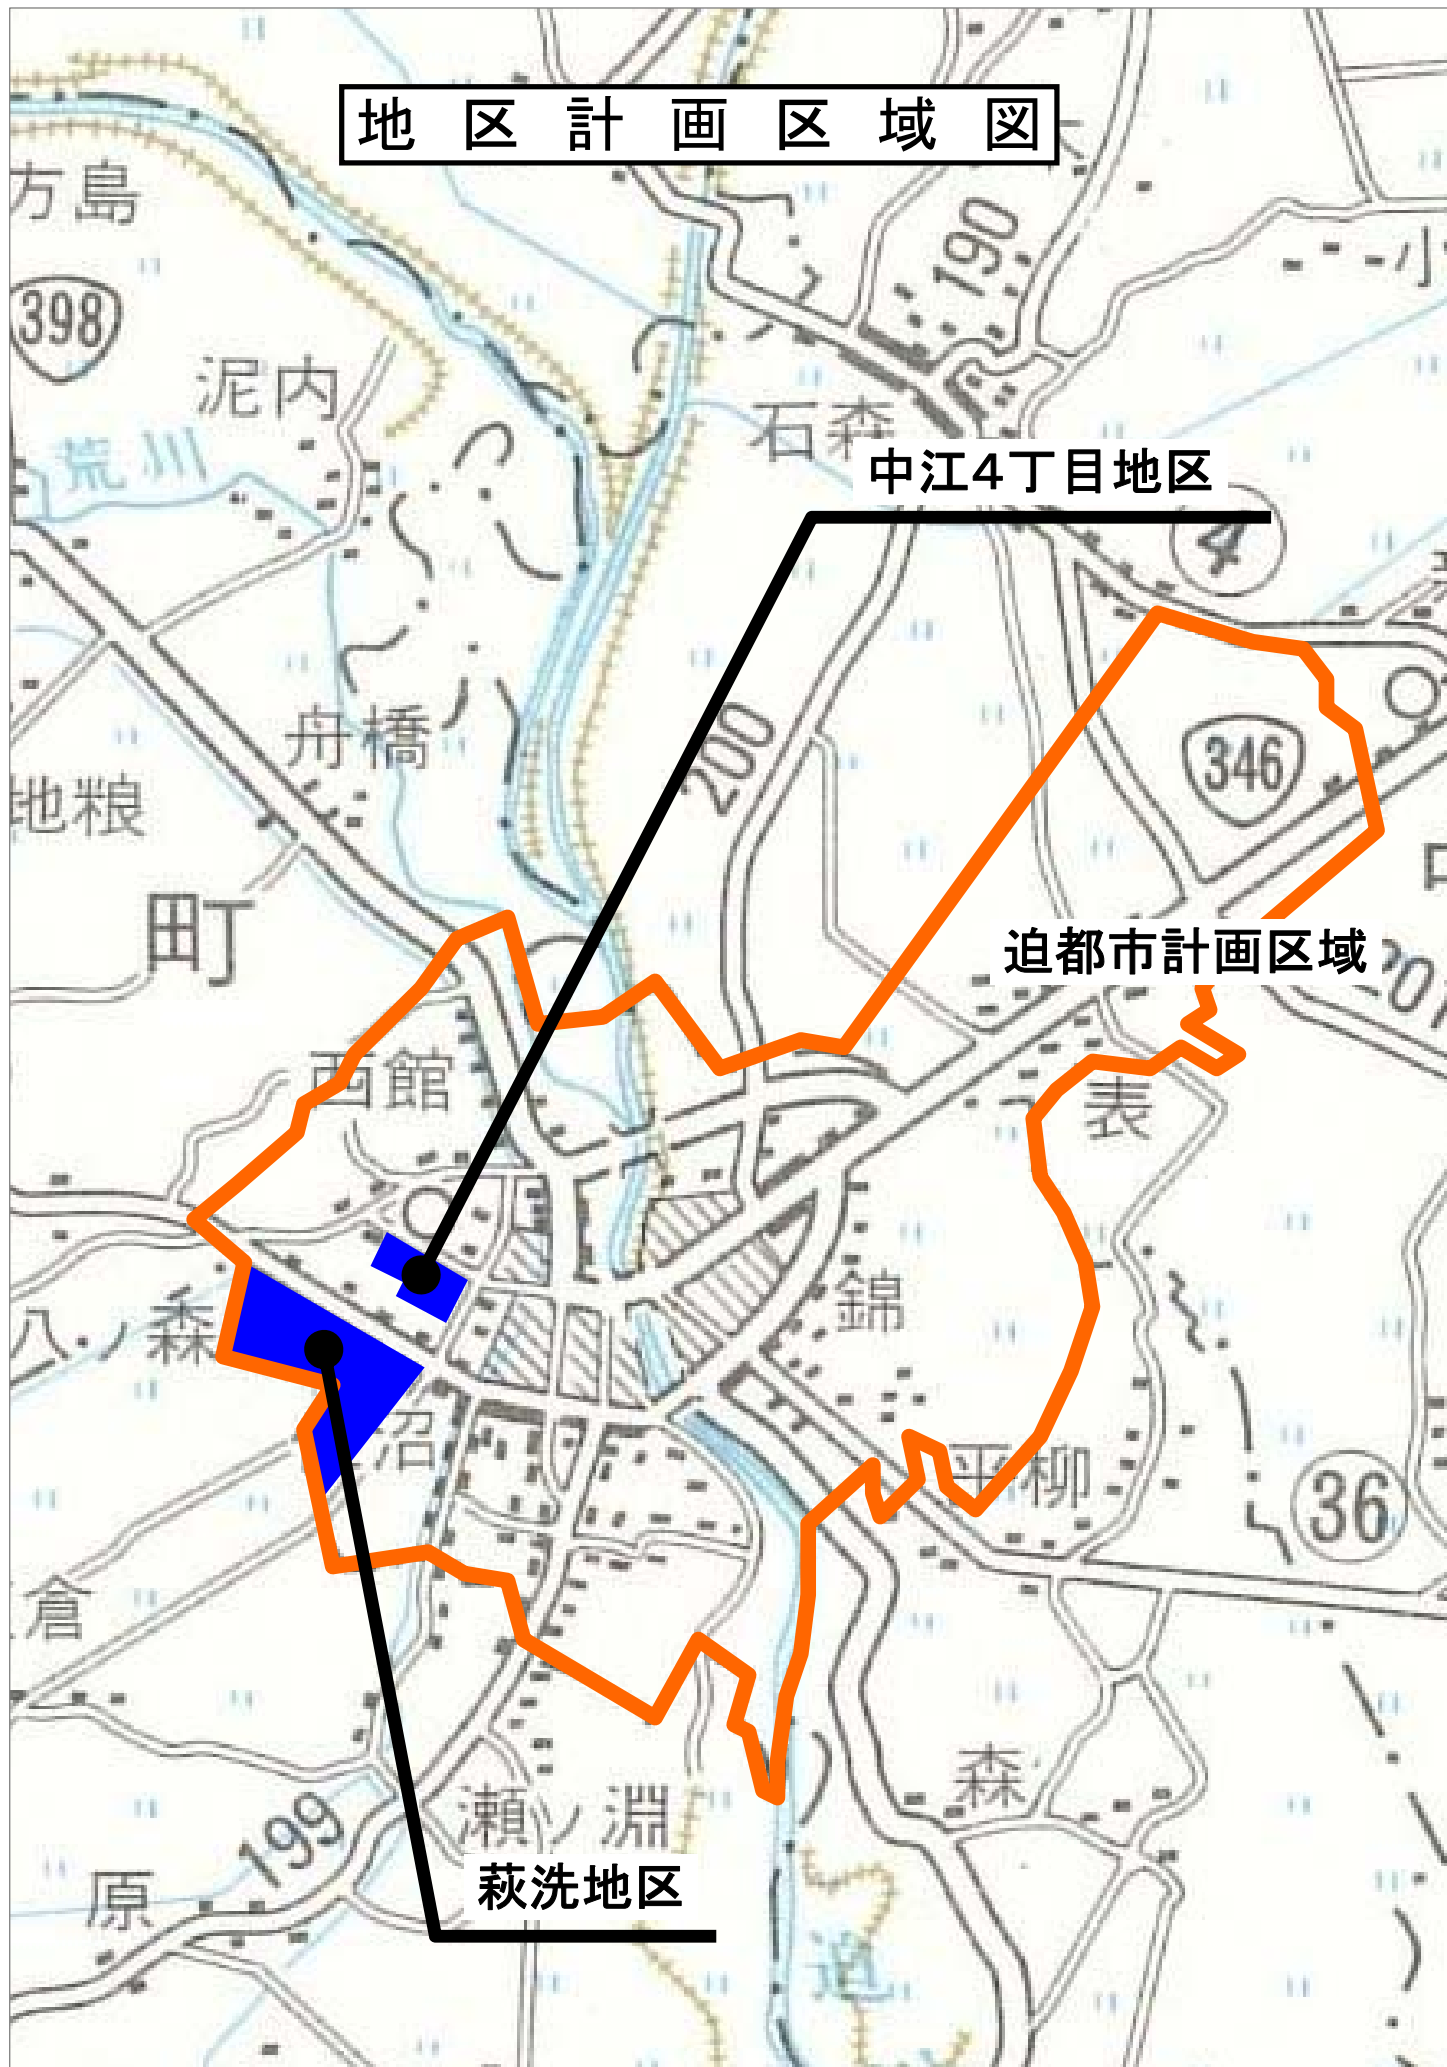 地区計画区域図
方島
190
小
398
泥内
荒川
石森
中江4丁目地区
4
舟橋
200
346
地粮
町
迫都市計画区域
201
西館
表
錦
八ノ森
沼
平柳
36
倉
森
瀬ノ淵
199
萩洗地区
原
迫